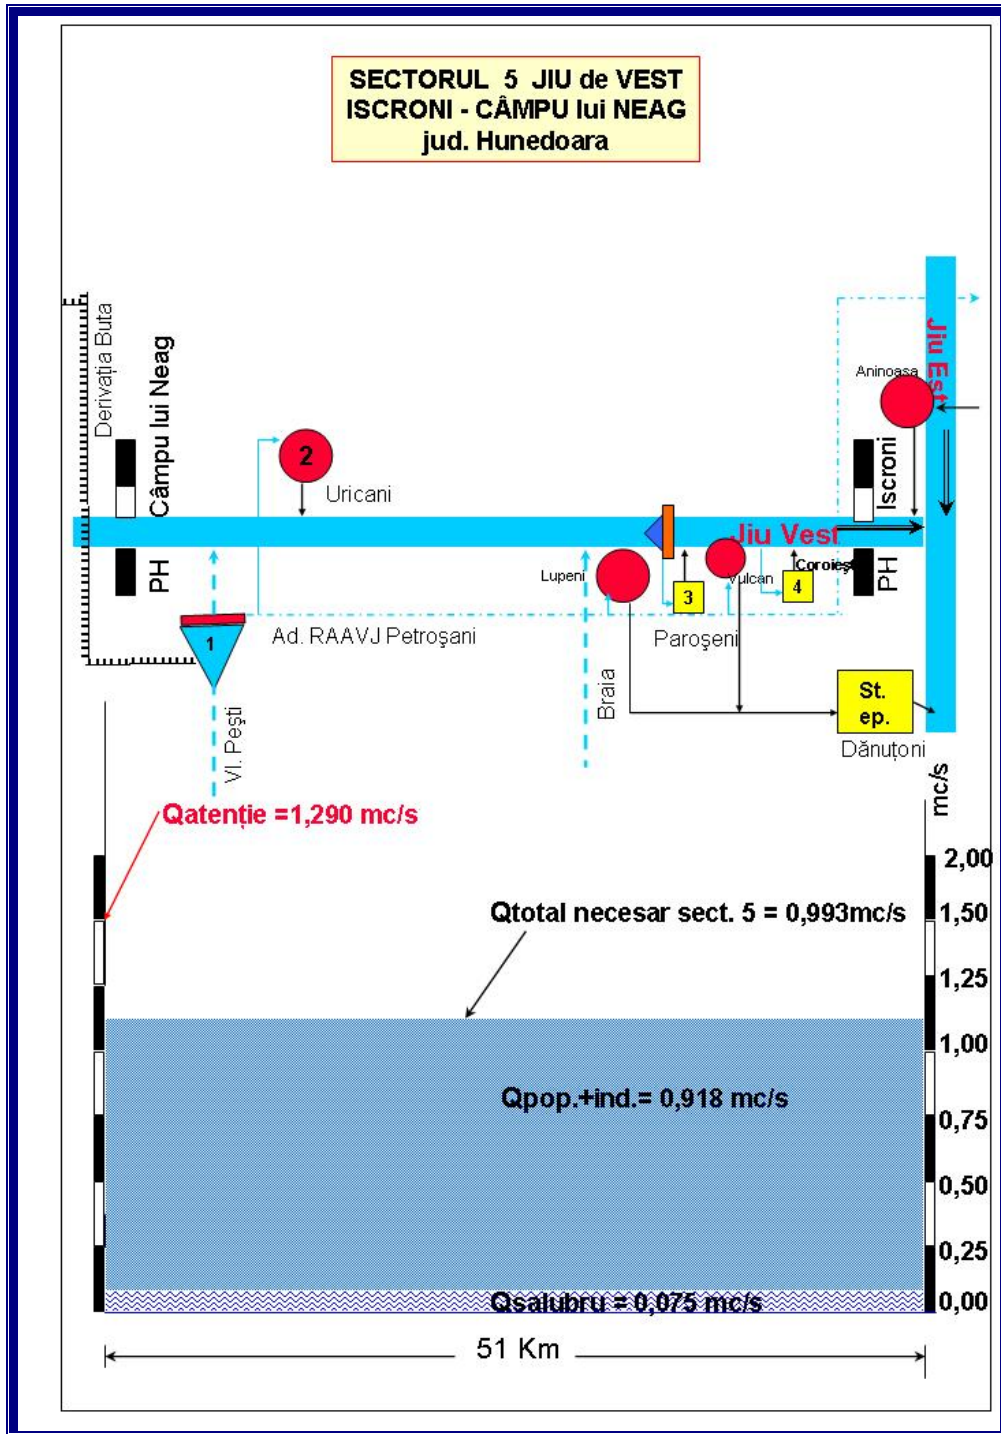 SECTORUL 5 JIU de VEST
ISCRONI - CÂMPU lui NEAG
jud. Hunedoara
Derivația Buta
Câmpu lui Neag
PH
2
Uricani
Aninoasa
Jiu Est
Iscroni
PH
Jiu Vest
Lupeni
Vulcan
Coroieşt
3
4
1
Ad. RAAVJ Petroşani
Paroşeni
Vl. Peşti
Braia
St.
ep.
Dănuțoni
mc/s
Qatenție =1,290 mc/s
2,00
Qtotal necesar sect. 5 = 0,993mc/s
1,50
1,25
1,00
Qpop.+ind.= 0,918 mc/s
0,75
0,50
0,25
Qsalubru = 0,075 mc/s
0,00
51 Km